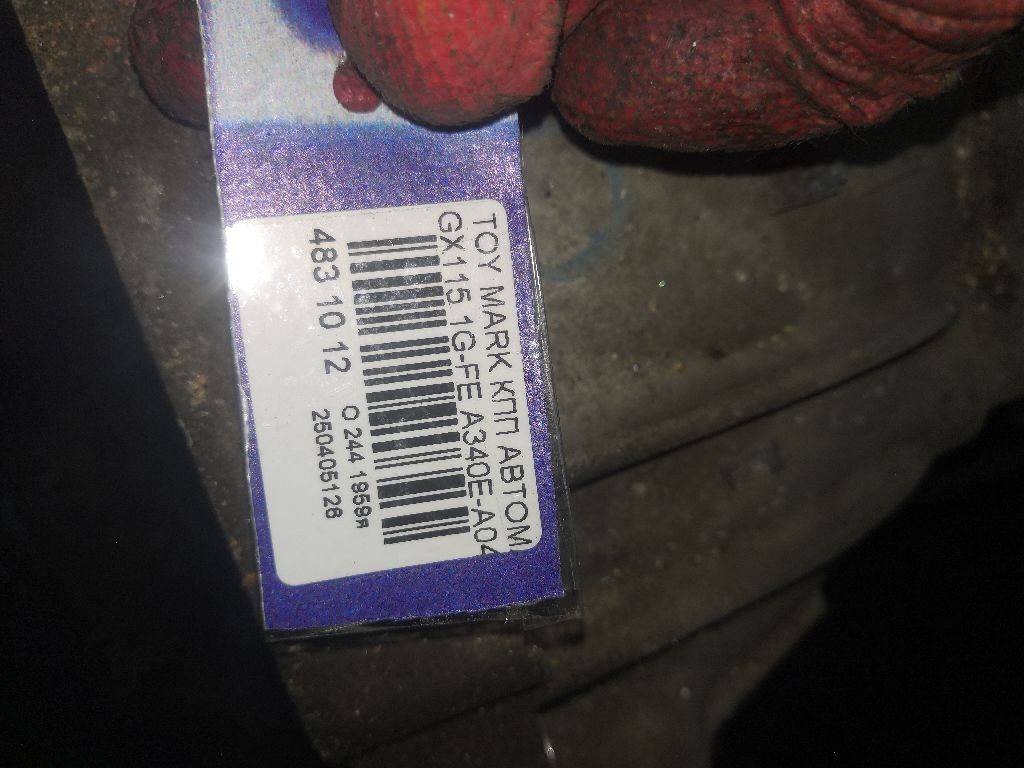 TOY MARK КПП АВТОМ
GX115 1G-FE A340E-A04
483 10 12
O 244 1959я
250405128